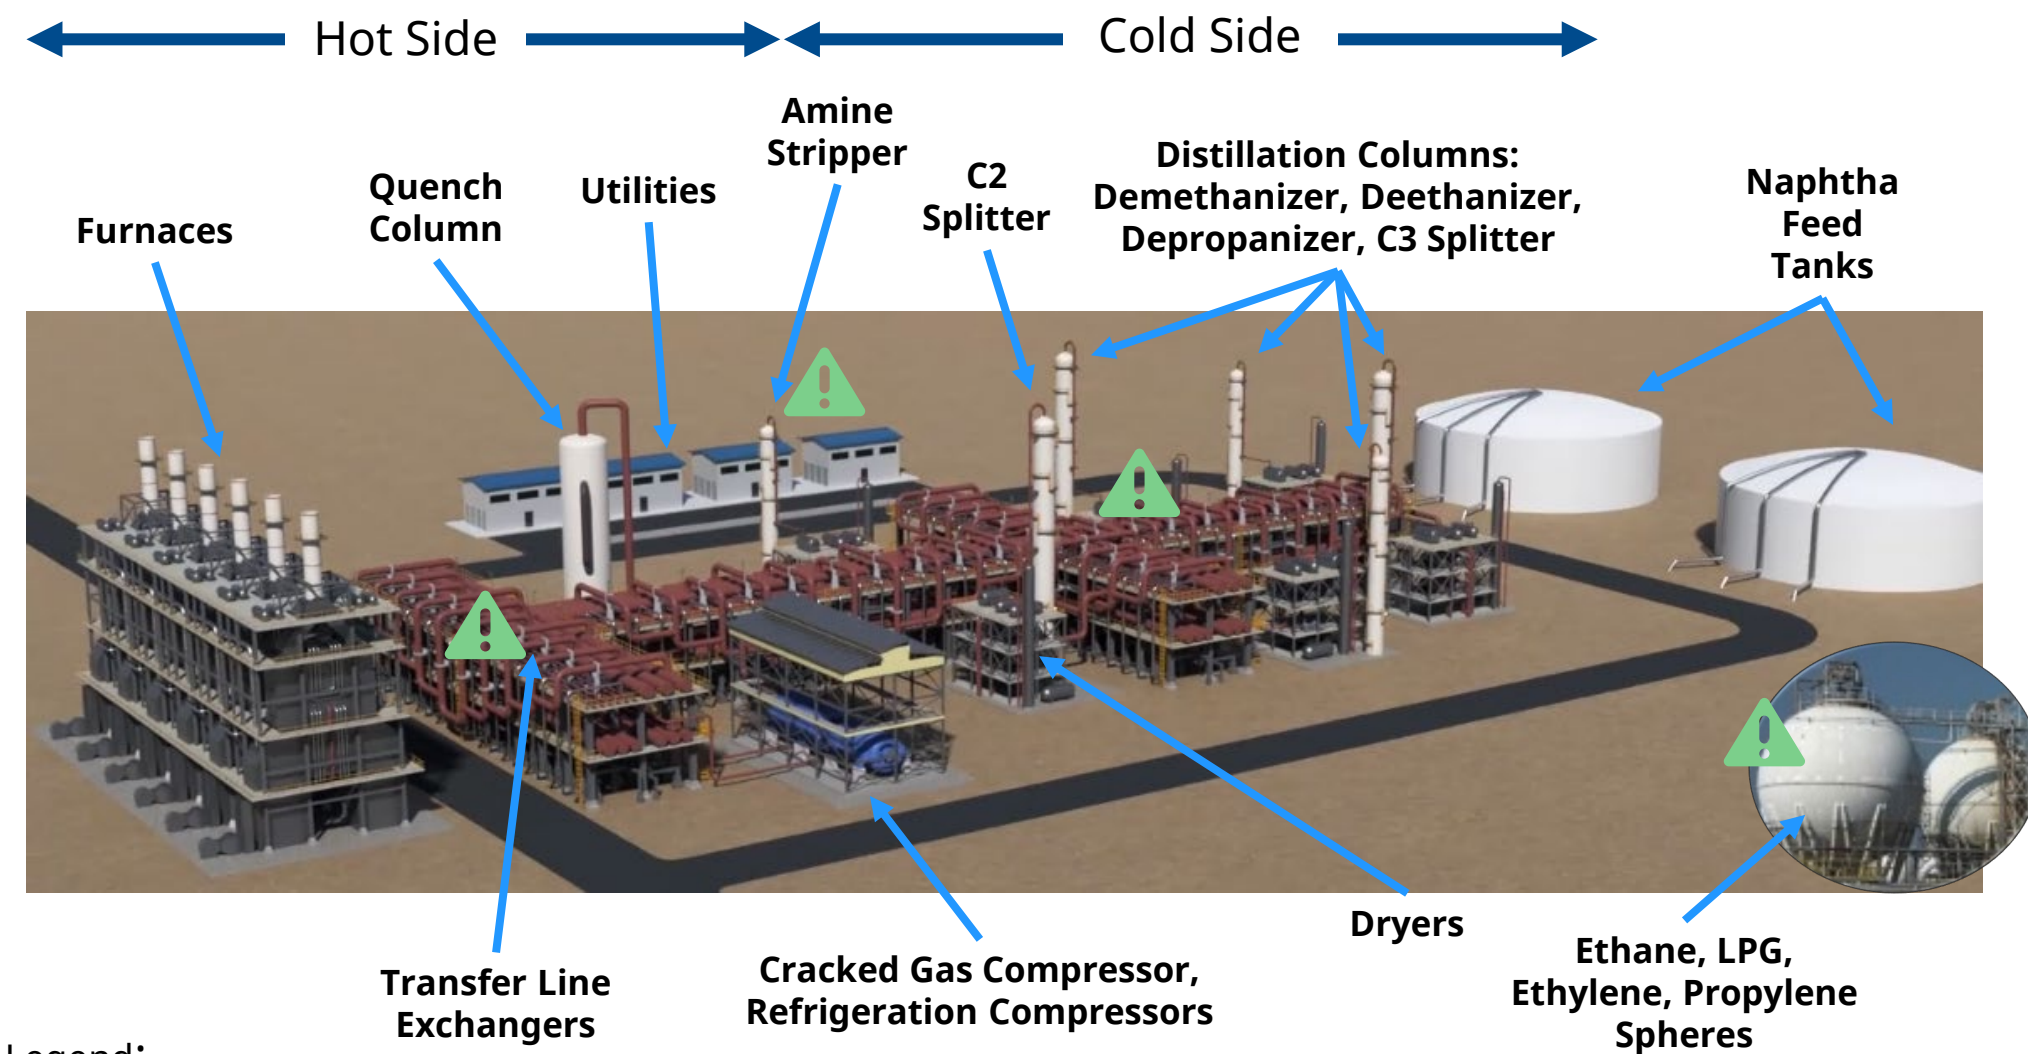 Hot Side
Cold Side
Amine
Stripper
Quench
Column
Utilities
C2
Splitter
Distillation Columns:
Demethanizer, Deethanizer,
Depropanizer, C3 Splitter
Naphtha
Feed
Tanks
Furnaces
Dryers
Transfer Line
Exchangers
Cracked Gas Compressor,
Refrigeration Compressors
Ethane, LPG,
Ethylene, Propylene
Spheres
Legend: